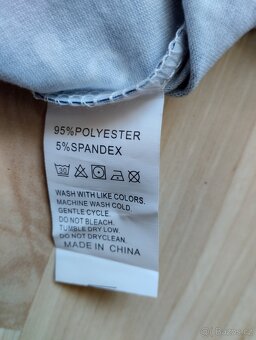 95%POLYESTER
5%SPANDEX
30
WASH WITH LIKE COLORS.
MACHINE WASH COLD
GENTLE CYCLE.
DO NOT BLEACH.
TUMBLE DRY LOW
DO NOT DRYCLEAN.
MADE IN CHINA